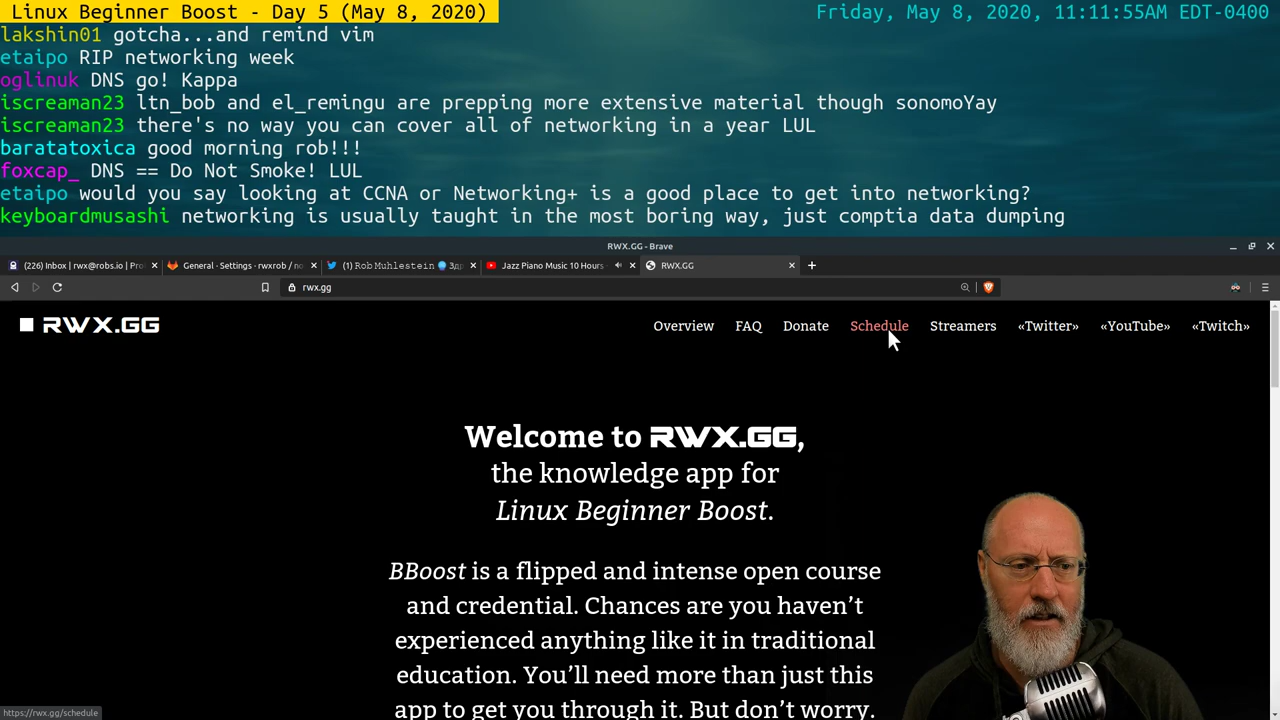 Linux Beginner Boost - Day 5 (May 8, 2020)
Friday, May 8, 2020, 11:11:55AM EDT-0400
lakshin01 gotcha...and remind vim
etaipo RIP networking week
oglinuk DNS go! Kappa
iscreaman23 ltn_bob and el_remingu are prepping more extensive material though sonomoYay
iscreaman23 there's no way you can cover all of networking in a year LUL
baratatoxica good morning rob!!!
foxcap_ DNS == Do Not Smoke! LUL
etaipo would you say looking at CCNA or Networking+ is a good place to get into networking?
keyboardmusashi networking is usually taught in the most boring way, just comptia data dumping
RWX.GG - Brave
(226) Inbox | rwx@robs.io | Pro
General · Settings · rwxrob / no
(1) Rob Muhlestein
Jazz Piano Music 10 Hours
RWX.GG
rwx.gg
RWX.GG
Overview FAQ Donate Schedule Streamers «Twitter» «YouTube» «Twitch»
Welcome to RWX.GG,
the knowledge app for
Linux Beginner Boost.
BBoost is a flipped and intense open course
and credential. Chances are you haven’t
experienced anything like it in traditional
education. You’ll need more than just this
app to get you through it. But don’t worry.
https://rwx.gg/schedule